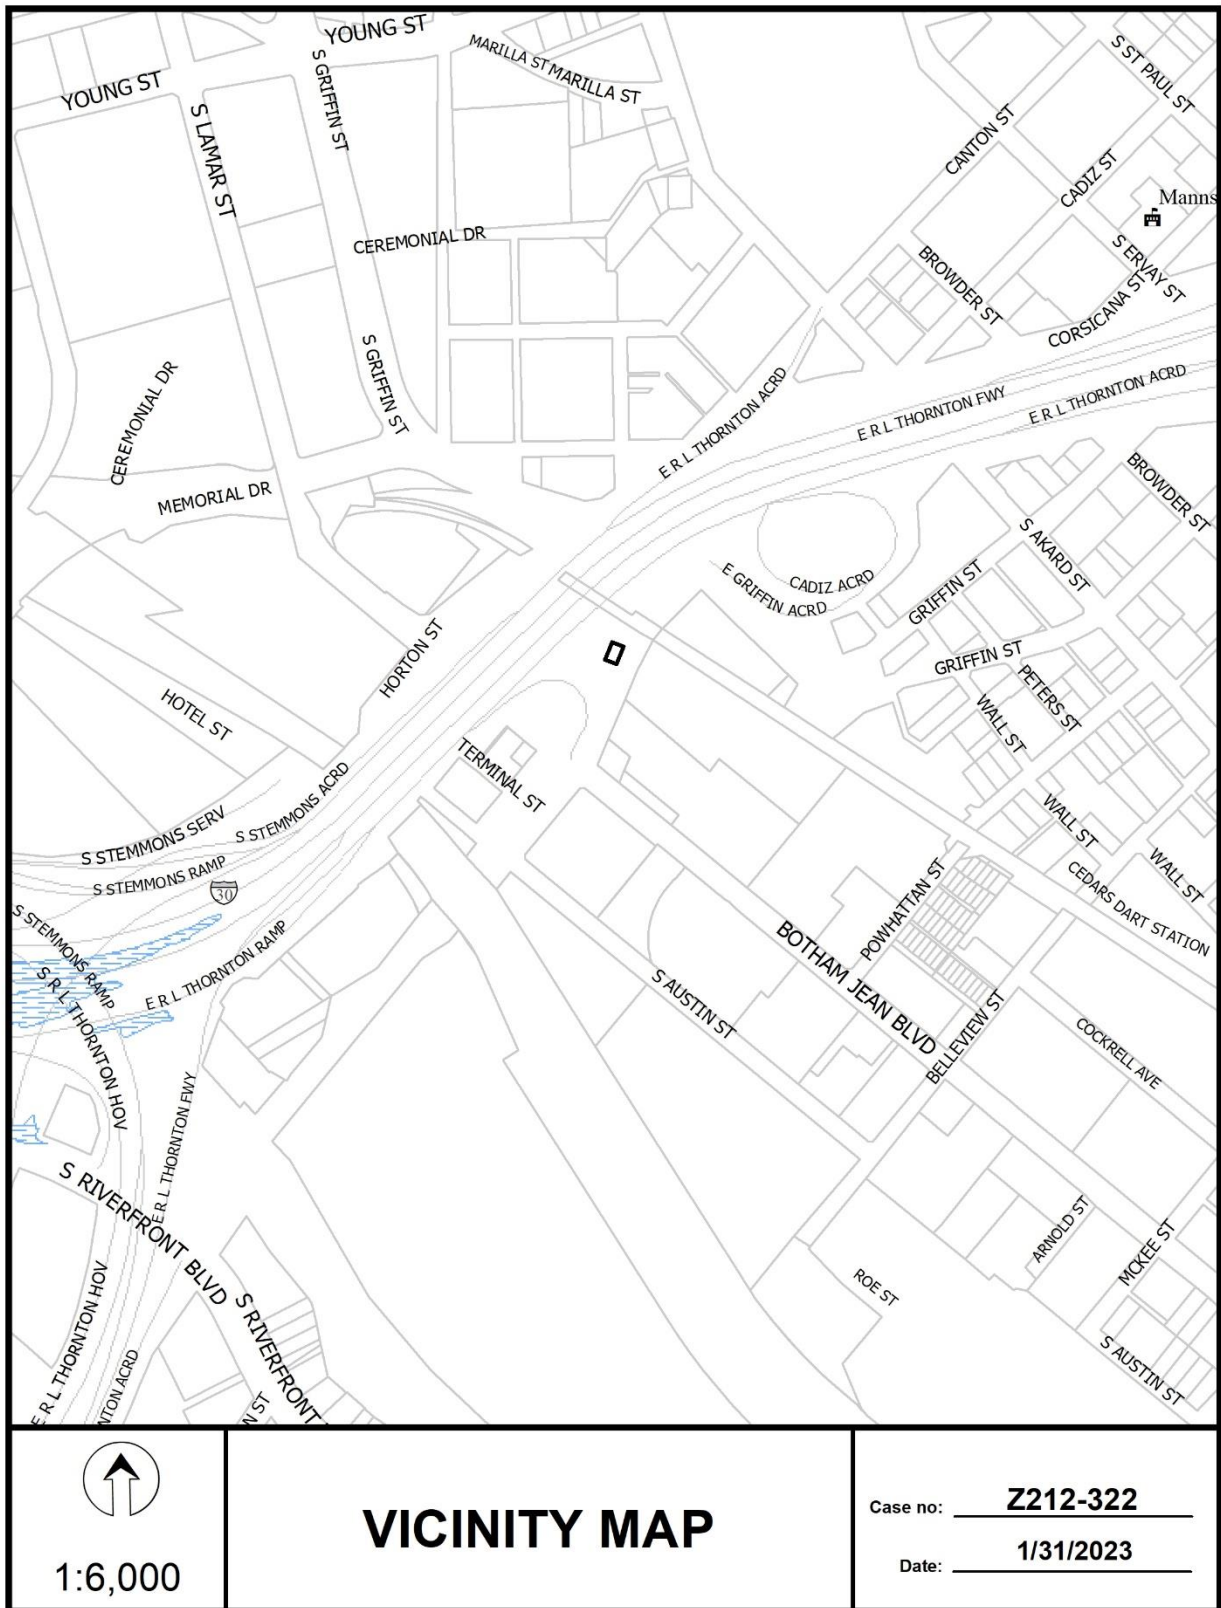 YOUNG ST
MARILLA ST MARILLA ST
S ST PAUL ST
YOUNG ST
S GRIFFIN ST
S LAMAR ST
CANTON ST
CADIZ ST
Manns
CEREMONIAL DR
BROWDER ST
S ERVAY ST
CORSICANA ST
S GRIFFIN ST
CEREMONIAL DR
E R L THORNTON ACRD
E R L THORNTON FWY
E R L THORNTON ACRD
MEMORIAL DR
BROWDER ST
S AKARD ST
E GRIFFIN ACRD
CADIZ ACRD
GRIFFIN ST
HORTON ST
GRIFFIN ST
PETERS ST
HOTEL ST
WALL ST
TERMINAL ST
S STEMMONS SERV
S STEMMONS ACRD
WALL ST
S STEMMONS RAMP
30
WALL ST
CEDARS DART STATION
POWHATTAN ST
S STEMMONS RAMP
E R L THORNTON RAMP
BOTHAM JEAN BLVD
S R L THORNTON HOV
S AUSTIN ST
BELLEVIEW ST
COCKRELL AVE
E R L THORNTON FWY
S RIVERFRONT BLVD
ARNOLD ST
MCKEE ST
ROE ST
E R L THORNTON HOV
S RIVERFRONT
S AUSTIN ST
NTON ACRD
N ST
1:6,000
VICINITY MAP
Case no: Z212-322
Date: 1/31/2023